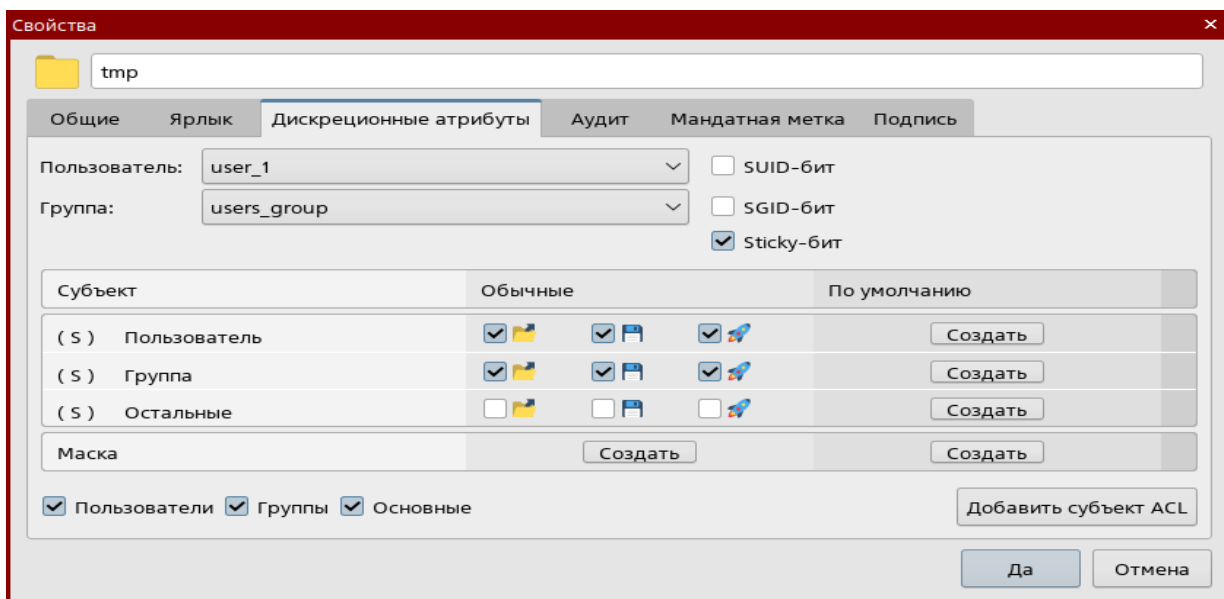 Свойства
tmp
Общие Ярлык Дискреционные атрибуты Аудит Мандатная метка Подпись
Пользователь: user_1 SUID-бит
Группа: users_group SGID-бит
Sticky-бит
Субъект Обычные По умолчанию
(S) Пользователь Создать
(S) Группа Создать
(S) Остальные Создать
Маска Создать Создать
Пользователи Группы Основные Добавить субъект ACL
Да Отмена